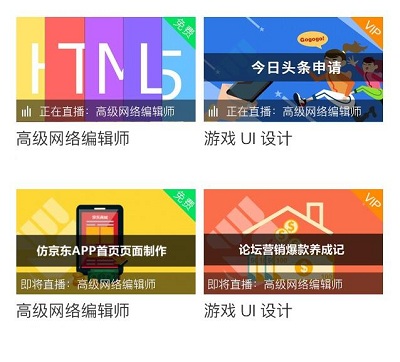 HTML5
免费
正在直播：高级网络编辑师
高级网络编辑师
Gogogo!
VIP
今日头条申请
正在直播：高级网络编辑师
游戏 UI 设计
免费
仿京东APP首页页面制作
即将直播：高级网络编辑师
高级网络编辑师
VIP
论坛营销爆款养成记
即将直播：高级网络编辑师
游戏 UI 设计